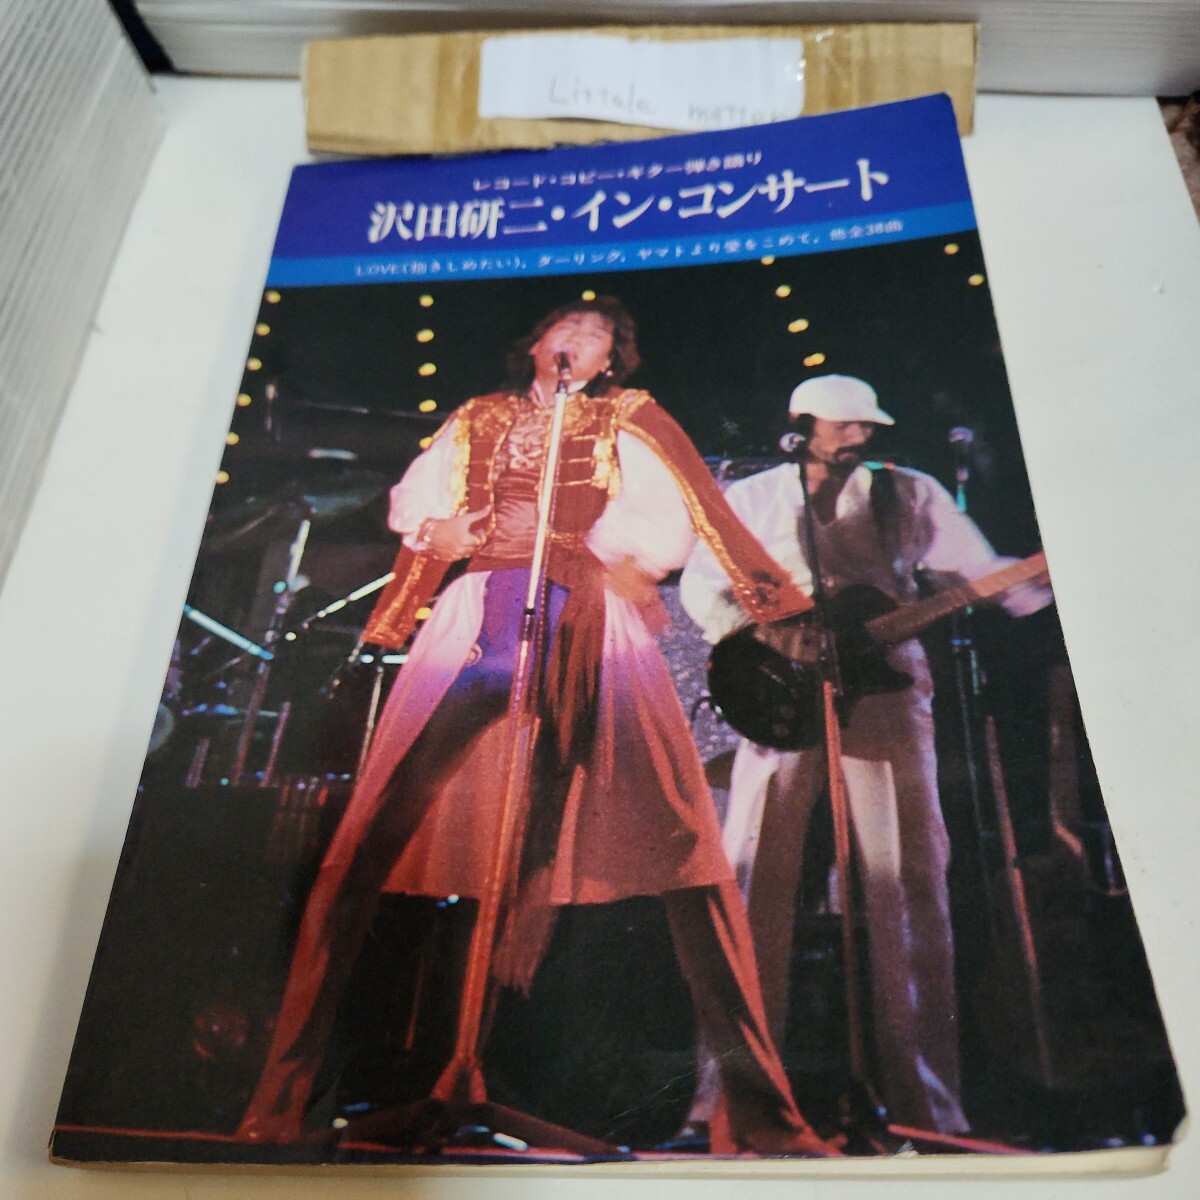 Littele metter
レコード・コピー・ギター弾き語り
沢田研二・イン・コンサート
LOVE(抱きしめたい)，ダーリング，ヤマトより愛をこめて，他全38曲